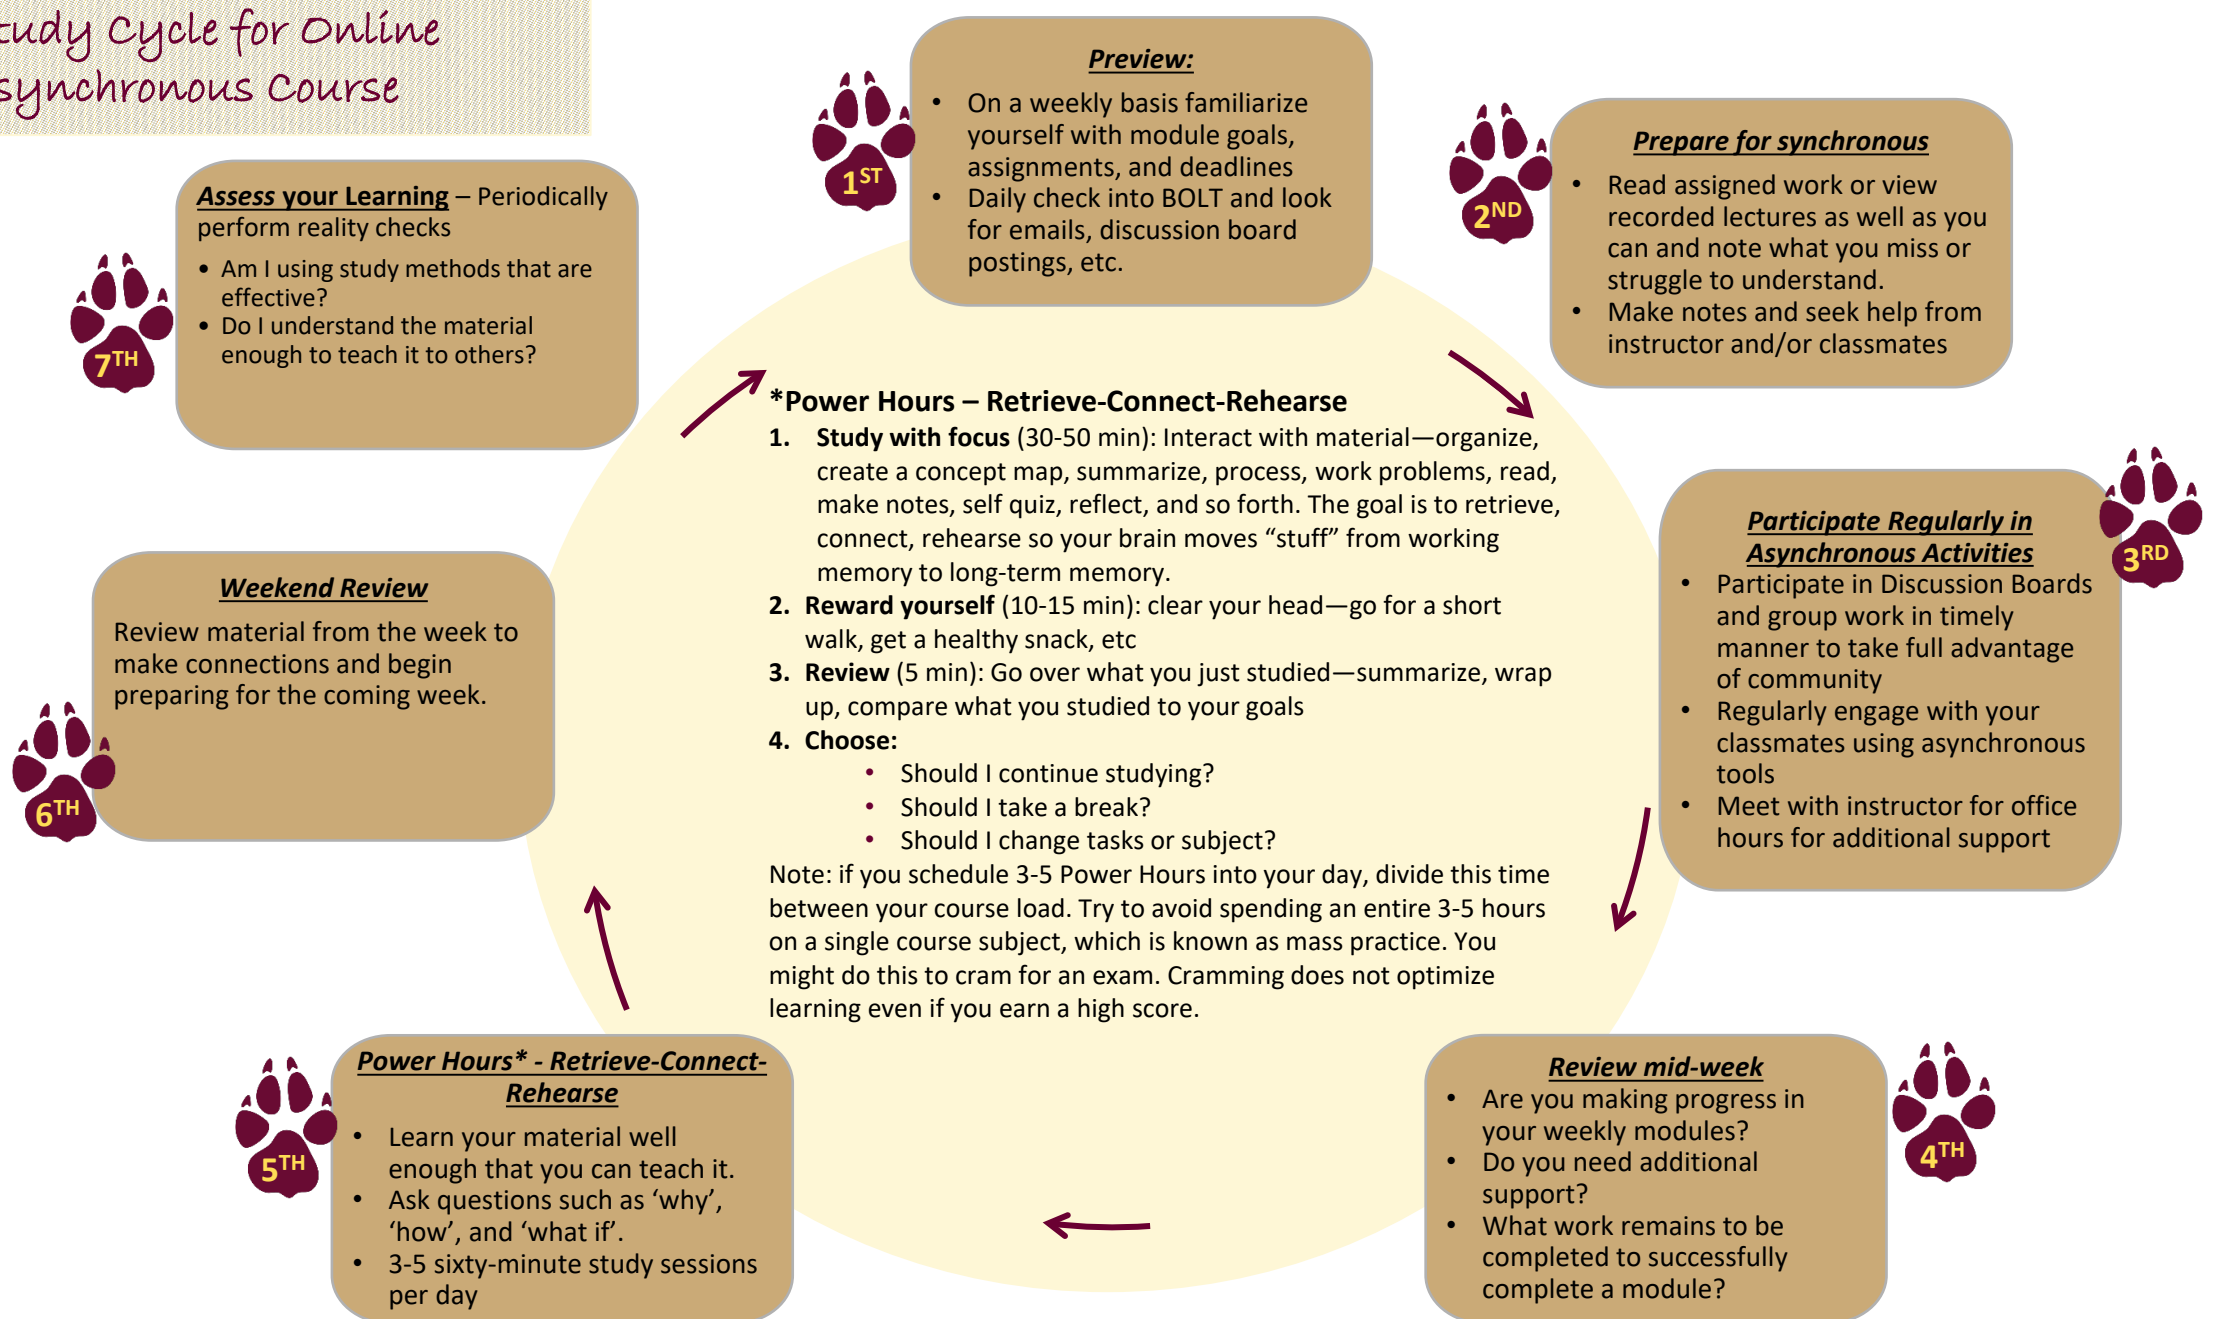 Cycle for Online
Course
Preview:
• On a weekly basis familiarize
yourself with module goals,
assignments, and deadlines
• Daily check into BOLT and look
for emails, discussion board
postings, etc.
1ST
Prepare for synchronous
• Read assigned work or view
recorded lectures as well as you
can and note what you miss or
struggle to understand.
• Make notes and seek help from
instructor and/or classmates
2ND
Participate Regularly in
Asynchronous Activities
• Participate in Discussion Boards
and group work in timely
manner to take full advantage
of community
• Regularly engage with your
classmates using asynchronous
tools
• Meet with instructor for office
hours for additional support
3RD
Review mid-week
• Are you making progress in
your weekly modules?
• Do you need additional
support?
• What work remains to be
completed to successfully
complete a module?
4TH
Power Hours* - Retrieve-Connect-
Rehearse
• Learn your material well
enough that you can teach it.
• Ask questions such as ‘why’,
‘how’, and ‘what if’.
• 3-5 sixty-minute study sessions
per day
5TH
Weekend Review
Review material from the week to
make connections and begin
preparing for the coming week.
6TH
Assess your Learning – Periodically
perform reality checks
• Am I using study methods that are
effective?
• Do I understand the material
enough to teach it to others?
7TH
*Power Hours – Retrieve-Connect-Rehearse
1. Study with focus (30-50 min): Interact with material—organize,
create a concept map, summarize, process, work problems, read,
make notes, self quiz, reflect, and so forth. The goal is to retrieve,
connect, rehearse so your brain moves “stuff” from working
memory to long-term memory.
2. Reward yourself (10-15 min): clear your head—go for a short
walk, get a healthy snack, etc
3. Review (5 min): Go over what you just studied—summarize, wrap
up, compare what you studied to your goals
4. Choose:
• Should I continue studying?
• Should I take a break?
• Should I change tasks or subject?
Note: if you schedule 3-5 Power Hours into your day, divide this time
between your course load. Try to avoid spending an entire 3-5 hours
on a single course subject, which is known as mass practice. You
might do this to cram for an exam. Cramming does not optimize
learning even if you earn a high score.